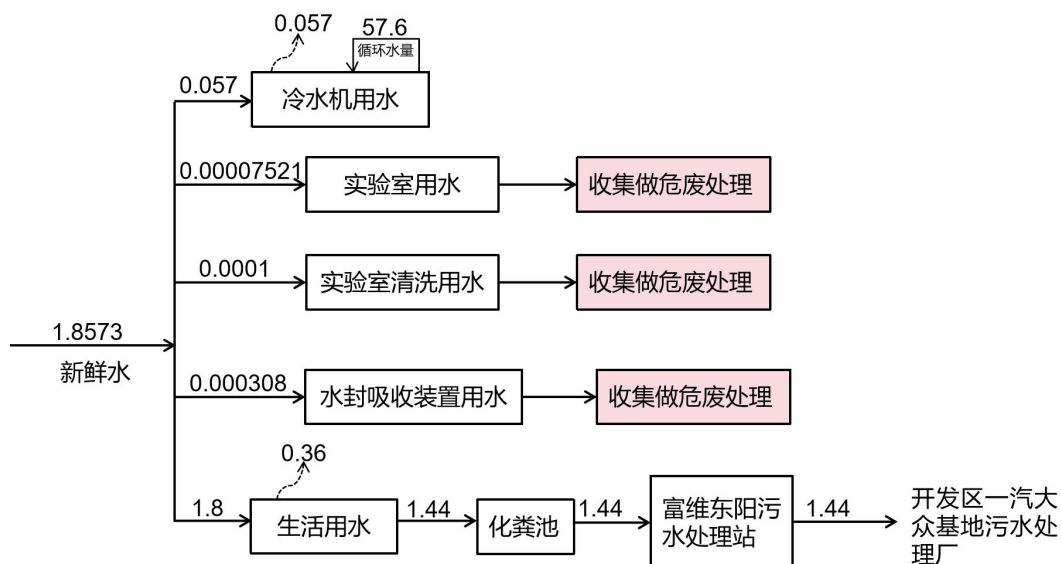 0.057
57.6
循环水量
0.057
冷水机用水
0.00007521
实验室用水
收集做危废处理
0.0001
实验室清洗用水
收集做危废处理
1.8573
新鲜水
0.000308
水封吸收装置用水
收集做危废处理
0.36
1.8
生活用水
1.44
化粪池
1.44
富维东阳污
水处理站
1.44
开发区一汽大
众基地污水处
理厂